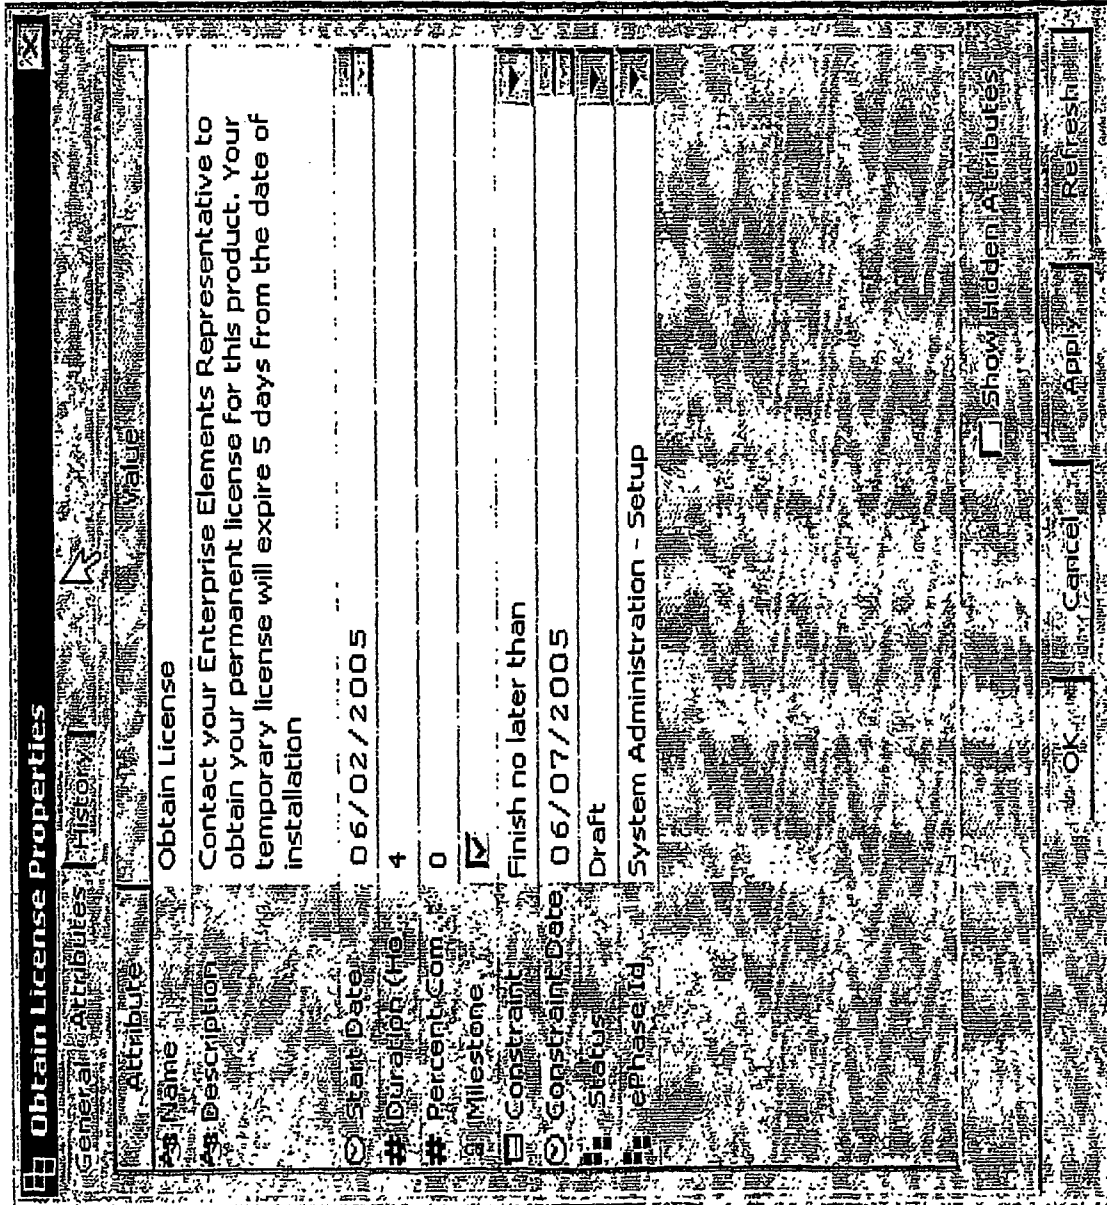 Obtain License Properties
General Attributes History
Attribute Value
Name Obtain License
Description Contact your Enterprise Elements Representative to
obtain your permanent license for this product. Your
temporary license will expire 5 days from the date of
installation
Start Date 06/02/2005
# Duration (Ho 4
# Percent Com 0
Milestone
Constraint Finish no later than
Constraint Date 06/07/2005
Status Draft
ePhase Id System Administration - Setup
Show Hidden Attributes
OK Cancel Apply Refresh